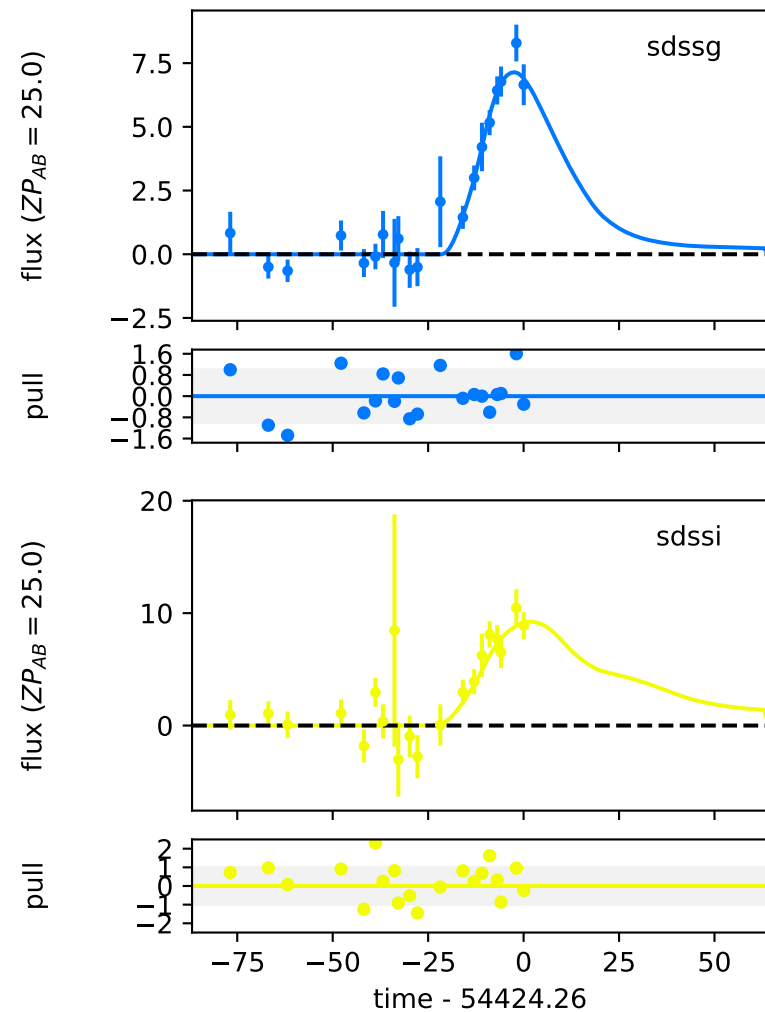 sdssg
flux (ZP_AB = 25.0)
7.5
5.0
2.5
0.0
−2.5
pull
1.6
0.8
0.0
−0.8
−1.6
sdssi
flux (ZP_AB = 25.0)
20
10
0
pull
2
1
0
−1
−2
−75 −50 −25 0 25 50
time - 54424.26